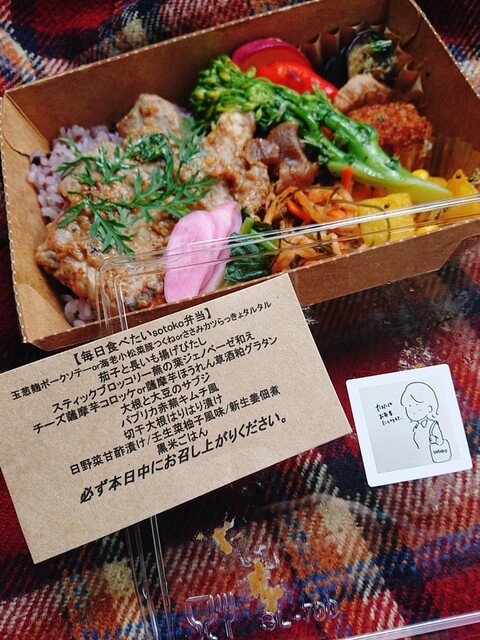 【毎日食べたいsotoko弁当】
玉葱麹ポークソテーor海老小松菜豚つくねorささみカツらっきょタルタル
茄子と長いも揚げびたし
スティックブロッコリー蕪の葉ジェノベーゼ和え
チーズ薩摩芋コロッケor薩摩芋ほうれん草酒粕グラタン
大根と大豆のサブジ
パプリカ赤蕪キムチ風
切干大根はりはり漬け
日野菜甘酢漬け/壬生菜柚子風味/新生姜佃煮
黒米ごはん
必ず本日中にお召し上がりください。
SOTOKO
SL-700